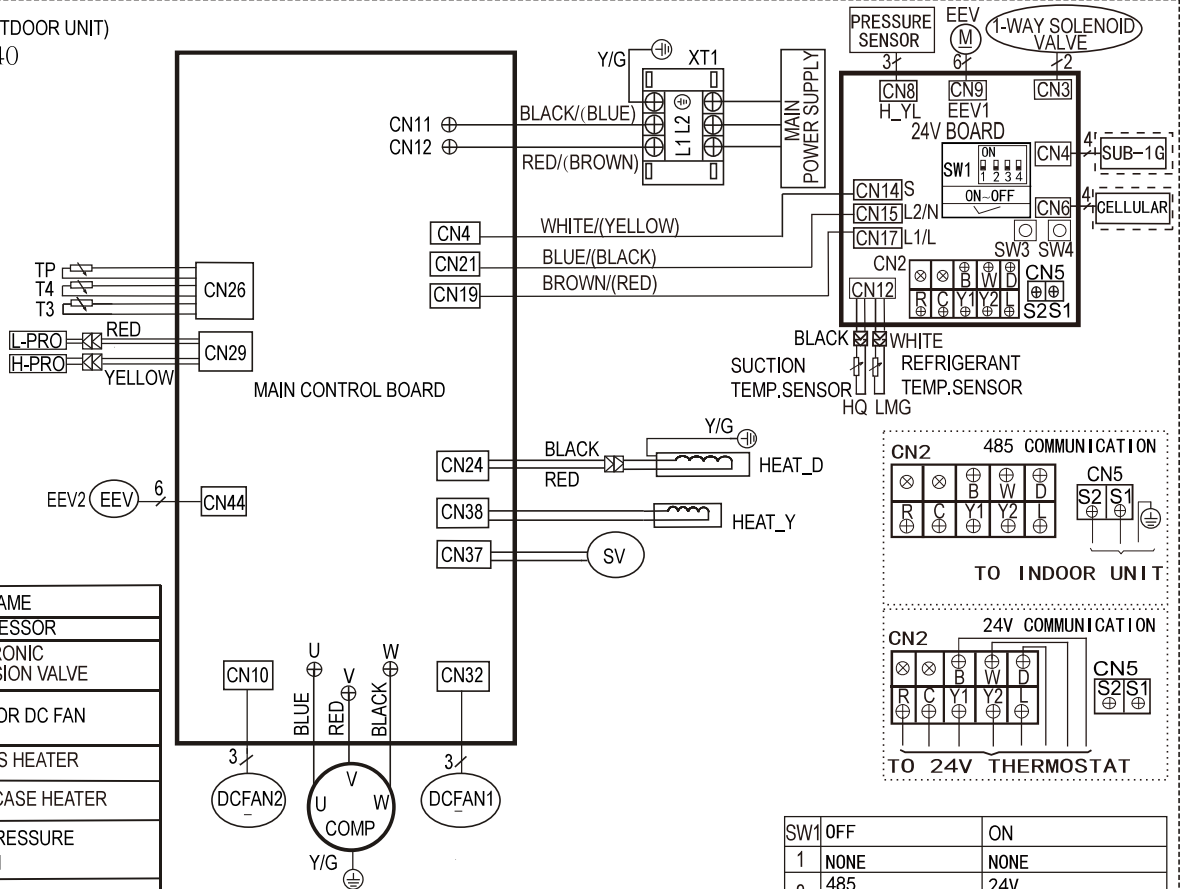 TDOOR UNIT)
40
Y/G
XT1
L1 L2
MAIN
POWER SUPPLY
CN11
CN12
BLACK/(BLUE)
RED/(BROWN)
PRESSURE
SENSOR
EEV
M
1-WAY SOLENOID
VALVE
3
6
2
CN8
H_YL
CN9
EEV1
CN3
24V BOARD
SW1
ON
1 2 3 4
ON~OFF
CN4
4
SUB-1G
CN6
4
CELLULAR
SW3 SW4
CN14 S
CN15 L2/N
CN17 L1/L
CN2
CN12
B W D
R C Y1 Y2 L
CN5
S2 S1
CN4
WHITE/(YELLOW)
CN21
BLUE/(BLACK)
CN19
BROWN/(RED)
BLACK
WHITE
SUCTION
TEMP.SENSOR
REFRIGERANT
TEMP.SENSOR
HQ LMG
TP
T4
T3
CN26
L-PRO
RED
H-PRO
YELLOW
CN29
MAIN CONTROL BOARD
EEV2
EEV
6
CN44
CN24
BLACK
RED
Y/G
HEAT_D
CN38
HEAT_Y
CN37
SV
CN2
485 COMMUNICATION
B W D
R C Y1 Y2 L
CN5
S2 S1
TO INDOOR UNIT
24V COMMUNICATION
CN2
B W D
R C Y1 Y2 L
CN5
S2 S1
TO 24V THERMOSTAT
CN10
3
DCFAN2
U
V
W
BLUE
RED
BLACK
U
V
W
COMP
Y/G
CN32
3
DCFAN1
AME
ESSOR
RONIC
SION VALVE
OR DC FAN
S HEATER
CASE HEATER
RESSURE
SW1 OFF ON
1 NONE NONE
485 24V